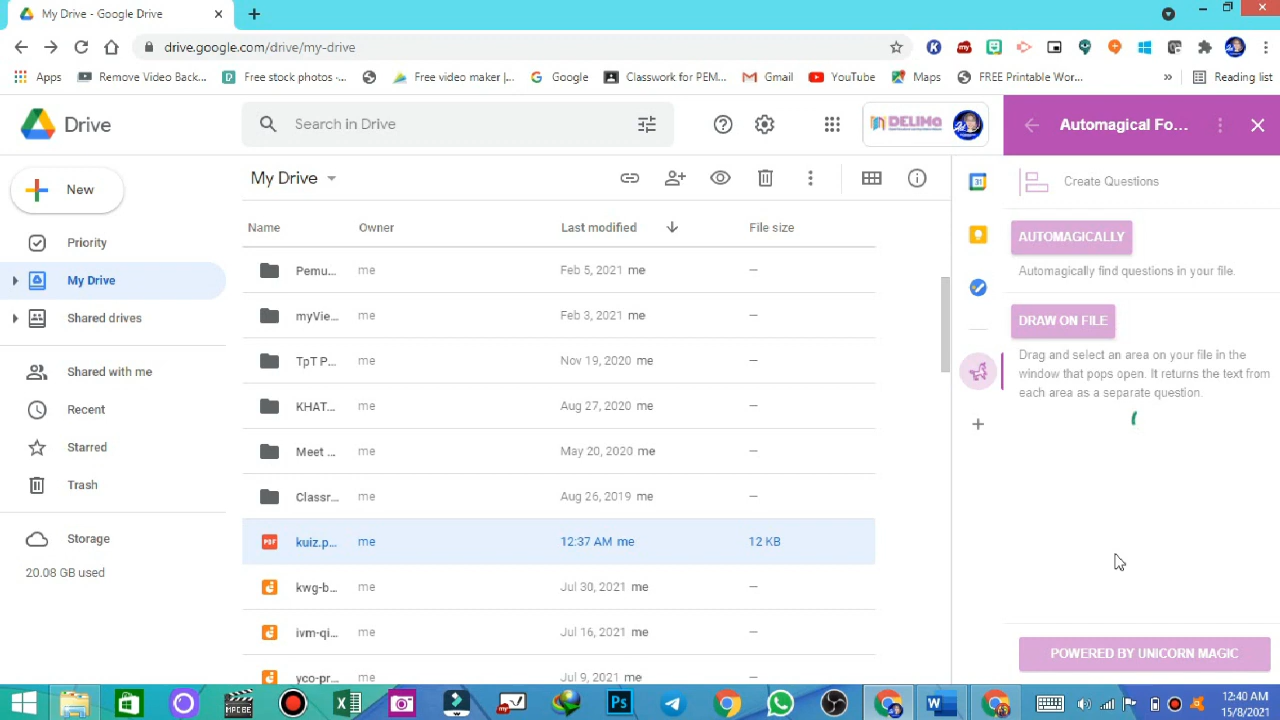 My Drive - Google Drive
drive.google.com/drive/my-drive
Apps
Remove Video Back...
Free stock photos -...
Free video maker |...
Google
Classwork for PEM...
Gmail
YouTube
Maps
FREE Printable Wor...
»
Reading list
Drive
Search in Drive
DELIMa
Automagical Fo...
New
Priority
My Drive
Shared drives
Shared with me
Recent
Starred
Trash
Storage
20.08 GB used
My Drive
Name Owner Last modified File size
Pemu... me Feb 5, 2021 me –
myVie... me Feb 3, 2021 me –
TpT P... me Nov 19, 2020 me –
KHAT... me Aug 27, 2020 me –
Meet ... me May 20, 2020 me –
Classr... me Aug 26, 2019 me –
PDF kuiz.p... me 12:37 AM me 12 KB
kwg-b... me Jul 30, 2021 me –
ivm-qi... me Jul 16, 2021 me –
yco-pr... me Jul 9, 2021 me –
31
Create Questions
AUTOMAGICALLY
Automatically find questions in your file.
DRAW ON FILE
Drag and select an area on your file in the
window that pops open. It returns the text from
each area as a separate question.
POWERED BY UNICORN MAGIC
12:40 AM
15/8/2021